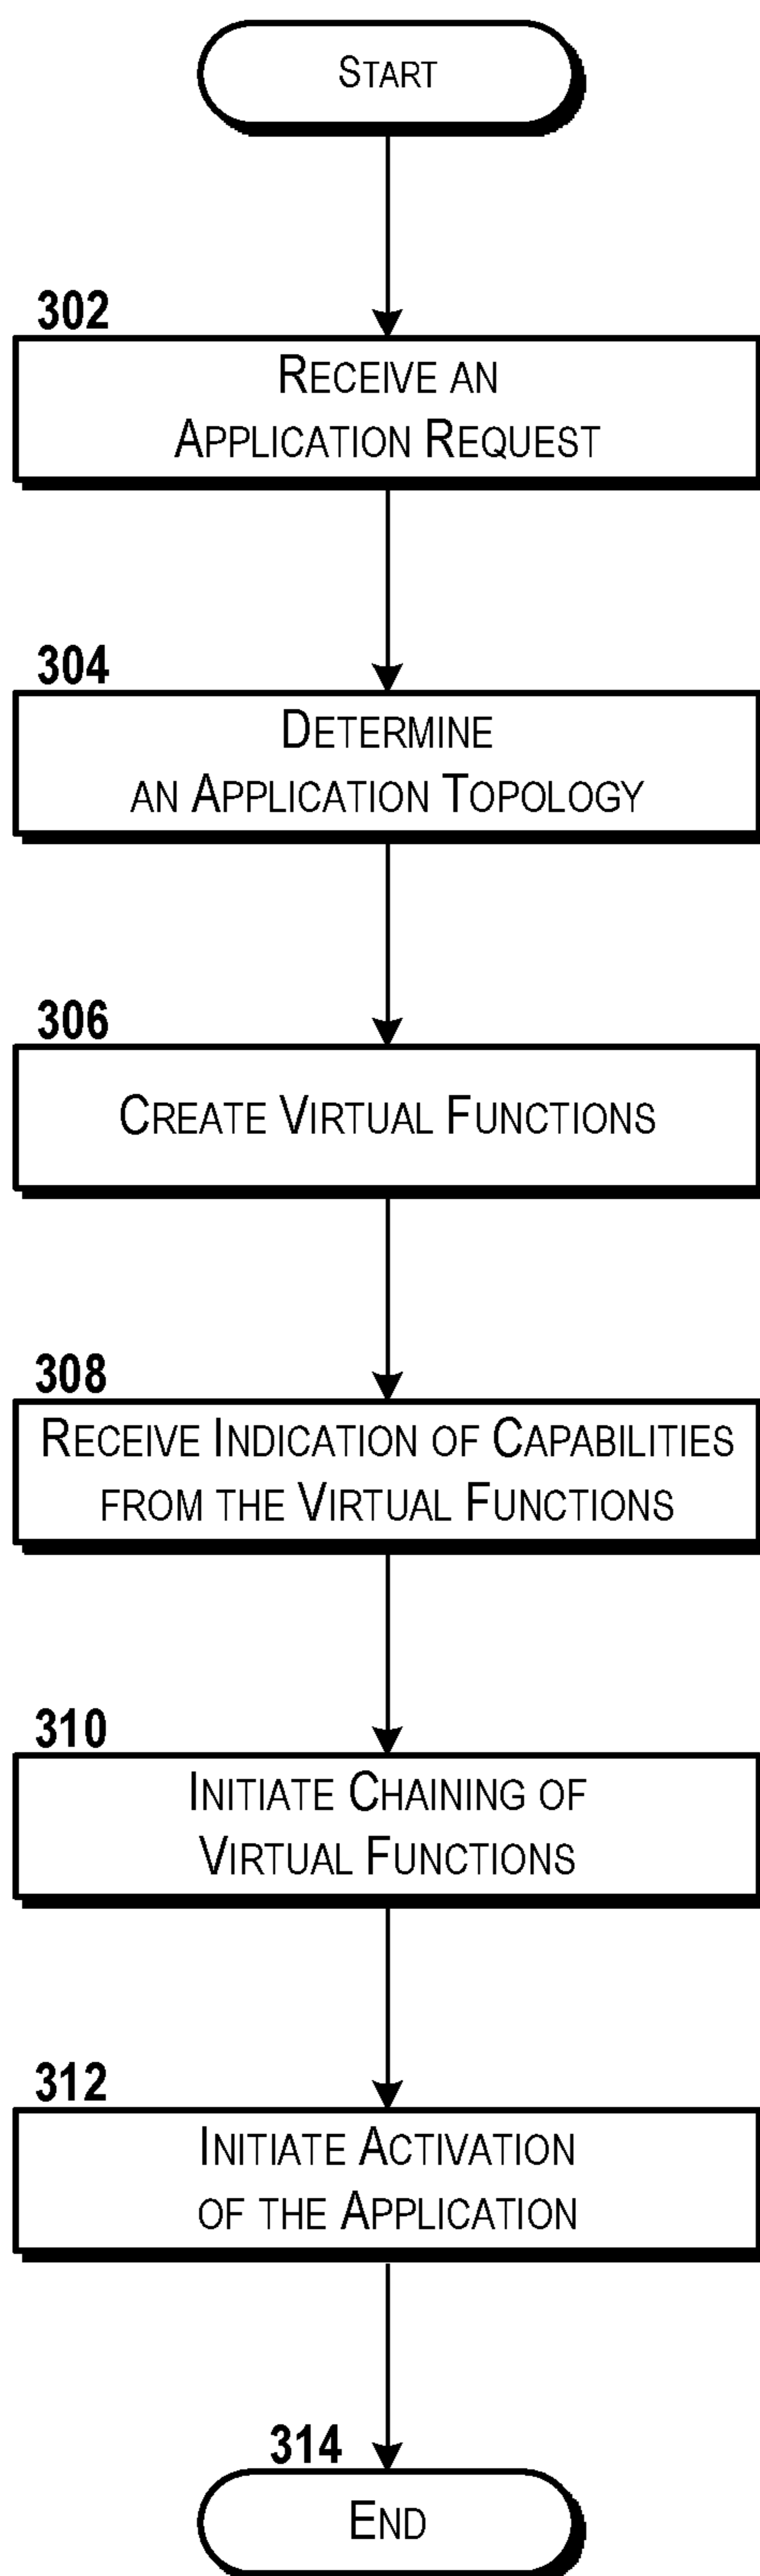 START
302
RECEIVE AN
APPLICATION REQUEST
304
DETERMINE
AN APPLICATION TOPOLOGY
306
CREATE VIRTUAL FUNCTIONS
308
RECEIVE INDICATION OF CAPABILITIES
FROM THE VIRTUAL FUNCTIONS
310
INITIATE CHAINING OF
VIRTUAL FUNCTIONS
312
INITIATE ACTIVATION
OF THE APPLICATION
314
END